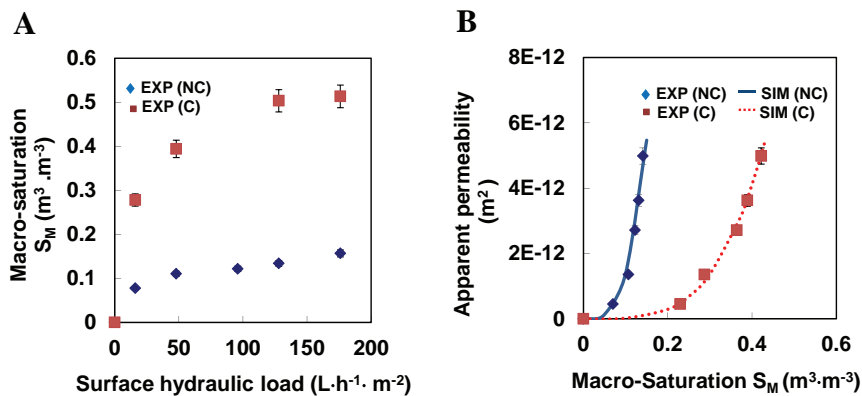 A
Macro-saturation
S_M (m³ .m⁻³)
0.6
0.5
0.4
0.3
0.2
0.1
0
EXP (NC)
EXP (C)
0 50 100 150 200
Surface hydraulic load (L·h⁻¹· m⁻²)
B
Apparent permeability
(m²)
8E-12
6E-12
4E-12
2E-12
0
EXP (NC) SIM (NC)
EXP (C) SIM (C)
0 0.2 0.4 0.6
Macro-Saturation S_M (m³·m⁻³)